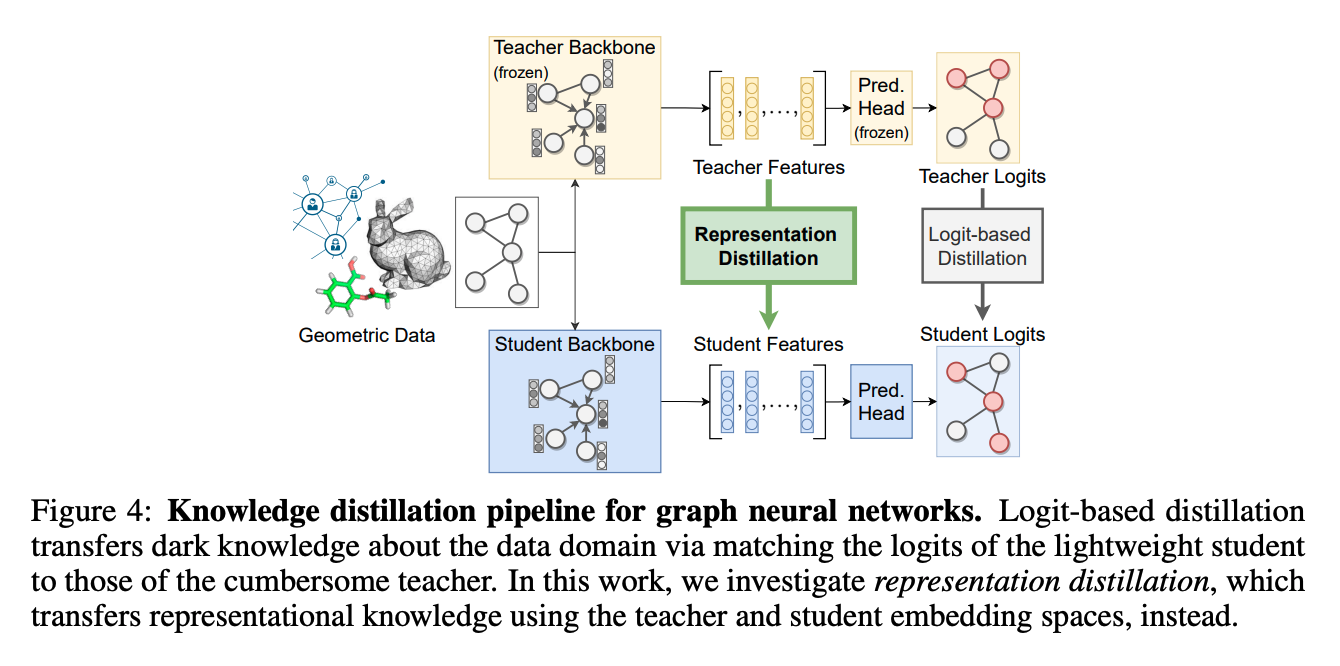 Teacher Backbone
(frozen)
[ , ,..., ]
Pred.
Head
(frozen)
Teacher Features
Teacher Logits
Representation
Distillation
Logit-based
Distillation
Geometric Data
Student Backbone
Student Features
Student Logits
[ , ,..., ]
Pred.
Head
Figure 4: Knowledge distillation pipeline for graph neural networks. Logit-based distillation
transfers dark knowledge about the data domain via matching the logits of the lightweight student
to those of the cumbersome teacher. In this work, we investigate representation distillation, which
transfers representational knowledge using the teacher and student embedding spaces, instead.